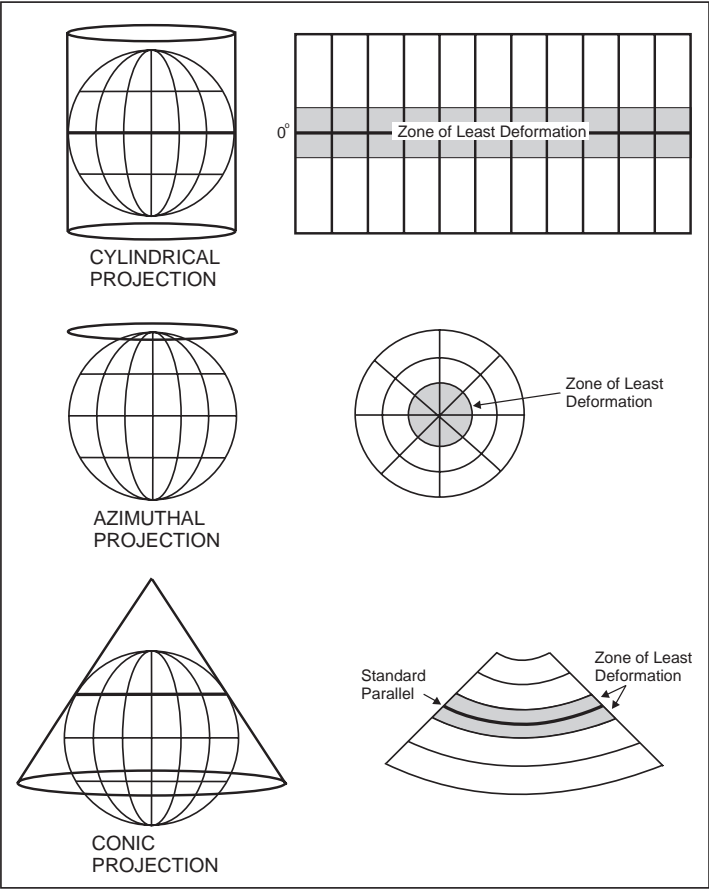 0°
Zone of Least Deformation
CYLINDRICAL
PROJECTION
Zone of Least
Deformation
AZIMUTHAL
PROJECTION
Standard
Parallel
Zone of Least
Deformation
CONIC
PROJECTION